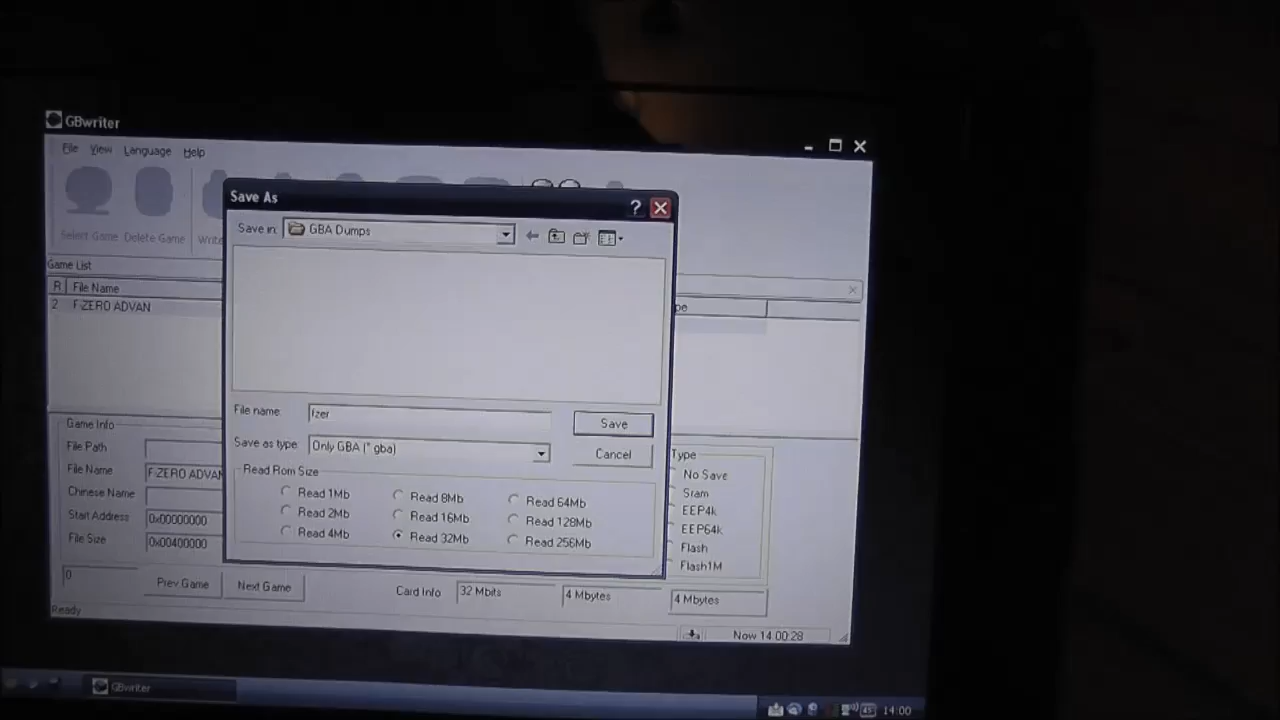 GBwriter
File View Language Help
Save As
Save in: GBA Dumps
Select Game Delete Game Write
Game List
R File Name
2 F-ZERO ADVAN
pe
File name: fzer
Save
Save as type: Only GBA (*.gba)
Cancel
Read Rom Size
Read 1Mb Read 8Mb Read 64Mb
Read 2Mb Read 16Mb Read 128Mb
Read 4Mb Read 32Mb Read 256Mb
Game Info
File Path
File Name F-ZERO ADVAN
Chinese Name
Start Address 0x00000000
File Size 0x00400000
Type
No Save
Sram
EEP4k
EEP64k
Flash
Flash1M
0 Prev Game Next Game Card Info 32 Mbits 4 Mbytes 4 Mbytes
Ready Now 14:00:28
GBwriter 45 14:00